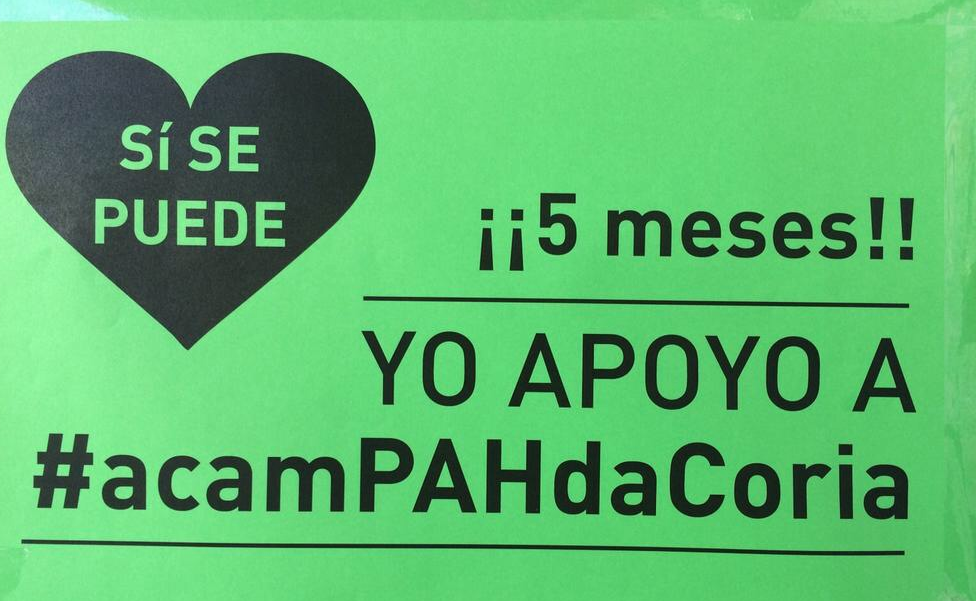 Sí SE
PUEDE
¡¡5 meses!!
YO APOYO A
#acamPAHdaCoria